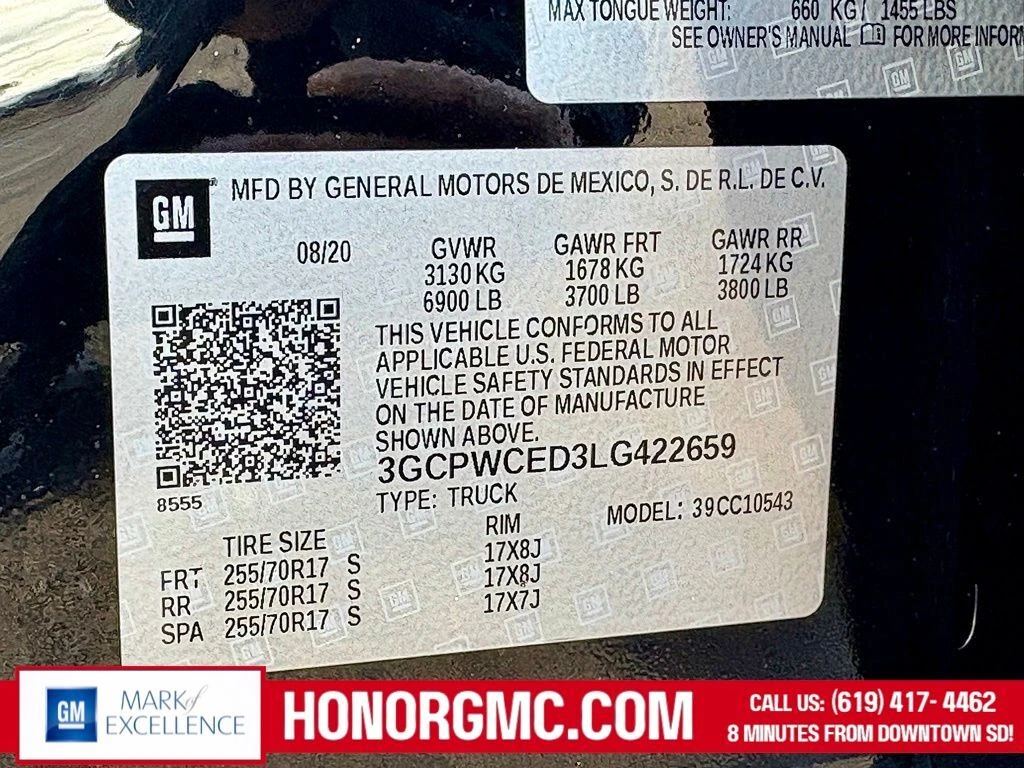 MAX TONGUE WEIGHT: 660 KG / 1455 LBS
SEE OWNER'S MANUAL FOR MORE INFOR
GM
MFD BY GENERAL MOTORS DE MEXICO, S. DE R.L. DE C.V.
08/20 GVWR GAWR FRT GAWR RR
3130 KG 1678 KG 1724 KG
6900 LB 3700 LB 3800 LB
THIS VEHICLE CONFORMS TO ALL
APPLICABLE U.S. FEDERAL MOTOR
VEHICLE SAFETY STANDARDS IN EFFECT
ON THE DATE OF MANUFACTURE
SHOWN ABOVE.
3GCPWCED3LG422659
8555
TYPE: TRUCK MODEL: 39CC10543
TIRE SIZE RIM
FRT 255/70R17 S 17X8J
RR 255/70R17 S 17X8J
SPA 255/70R17 S 17X7J
GM MARK of EXCELLENCE
HONORGMC.COM
CALL US: (619) 417- 4462
8 MINUTES FROM DOWNTOWN SD!